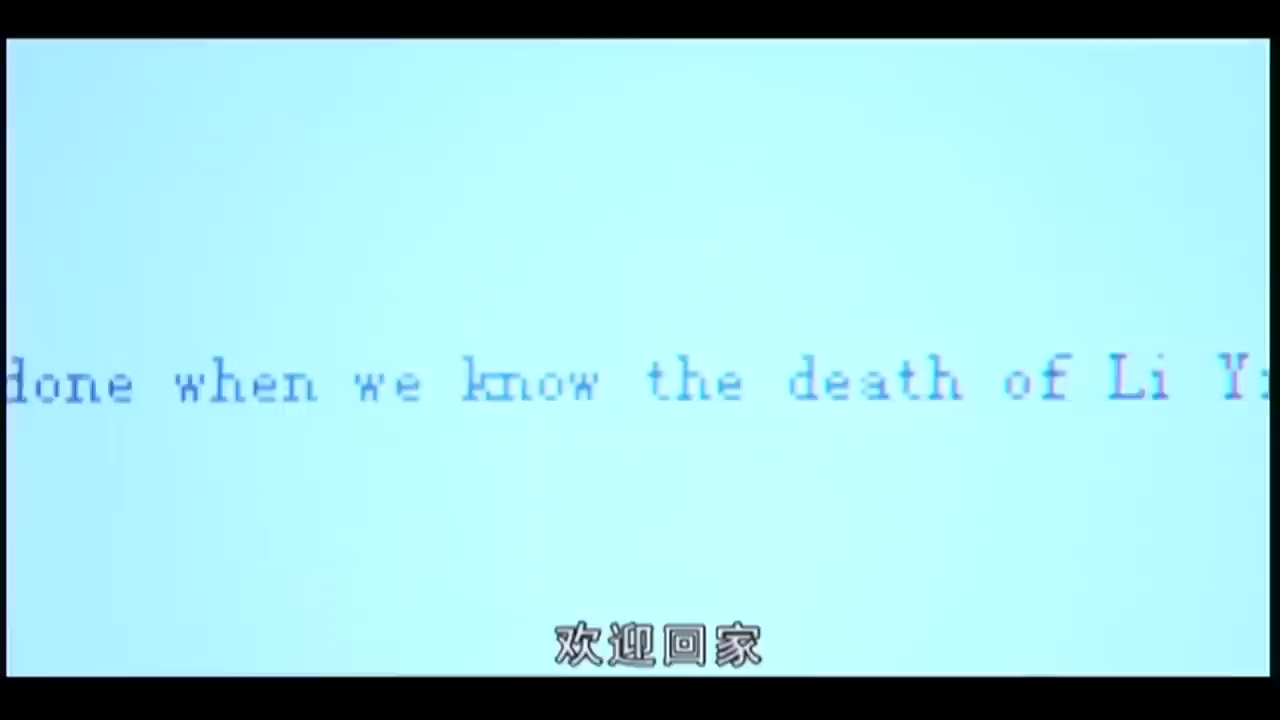 done when we know the death of Li
欢迎回家